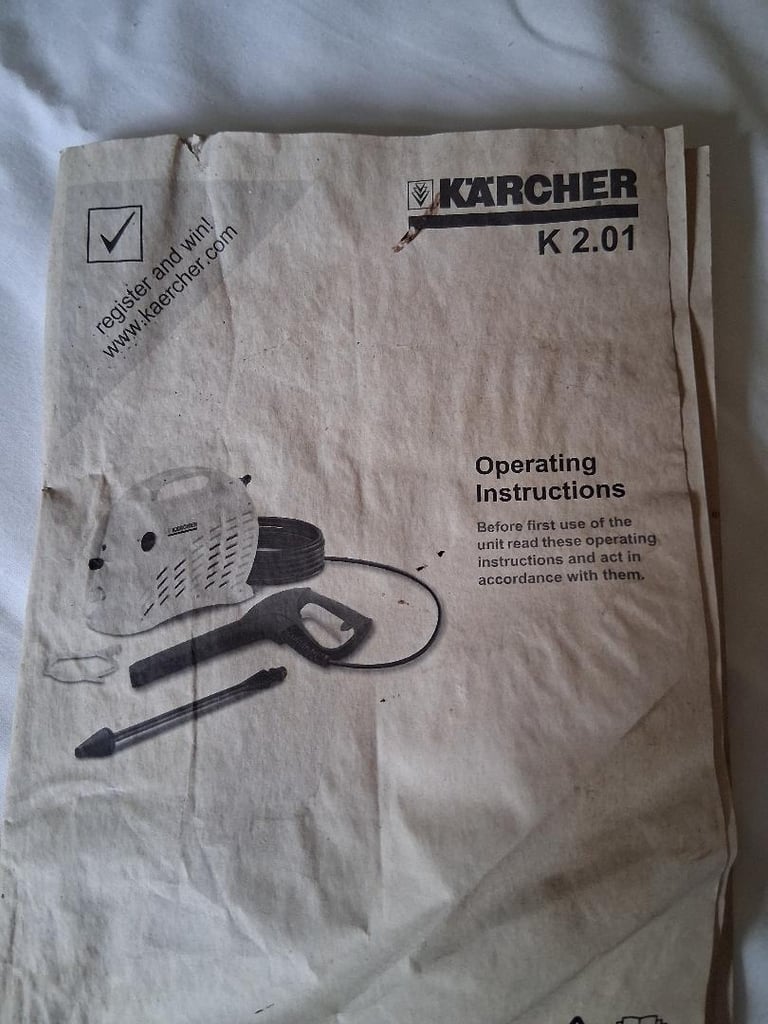 KÄRCHER
K 2.01
register and win!
www.kaercher.com
KÄRCHER
Operating
Instructions
Before first use of the
unit read these operating
instructions and act in
accordance with them.